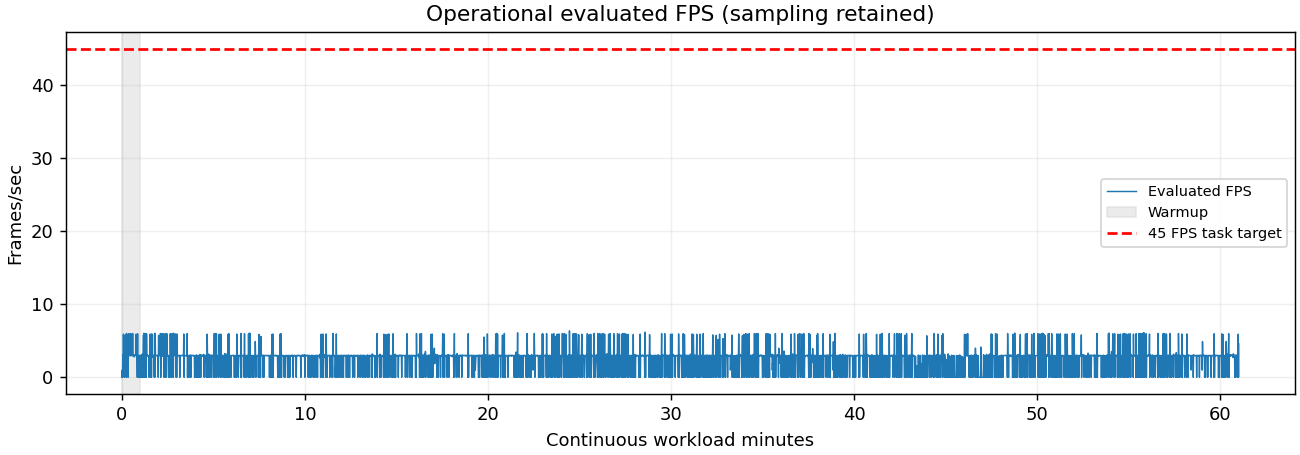 Operational evaluated FPS (sampling retained)
Frames/sec
40
30
20
10
0
Evaluated FPS
Warmup
45 FPS task target
0 10 20 30 40 50 60
Continuous workload minutes